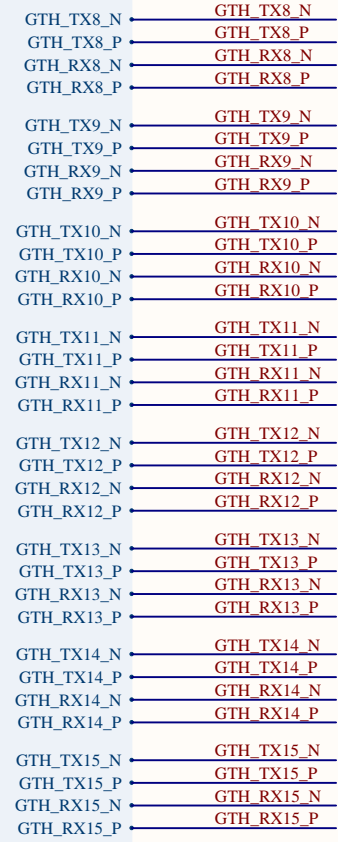 GTH_TX8_N GTH_TX8_N
GTH_TX8_P GTH_TX8_P
GTH_RX8_N GTH_RX8_N
GTH_RX8_P GTH_RX8_P
GTH_TX9_N GTH_TX9_N
GTH_TX9_P GTH_TX9_P
GTH_RX9_N GTH_RX9_N
GTH_RX9_P GTH_RX9_P
GTH_TX10_N GTH_TX10_N
GTH_TX10_P GTH_TX10_P
GTH_RX10_N GTH_RX10_N
GTH_RX10_P GTH_RX10_P
GTH_TX11_N GTH_TX11_N
GTH_TX11_P GTH_TX11_P
GTH_RX11_N GTH_RX11_N
GTH_RX11_P GTH_RX11_P
GTH_TX12_N GTH_TX12_N
GTH_TX12_P GTH_TX12_P
GTH_RX12_N GTH_RX12_N
GTH_RX12_P GTH_RX12_P
GTH_TX13_N GTH_TX13_N
GTH_TX13_P GTH_TX13_P
GTH_RX13_N GTH_RX13_N
GTH_RX13_P GTH_RX13_P
GTH_TX14_N GTH_TX14_N
GTH_TX14_P GTH_TX14_P
GTH_RX14_N GTH_RX14_N
GTH_RX14_P GTH_RX14_P
GTH_TX15_N GTH_TX15_N
GTH_TX15_P GTH_TX15_P
GTH_RX15_N GTH_RX15_N
GTH_RX15_P GTH_RX15_P